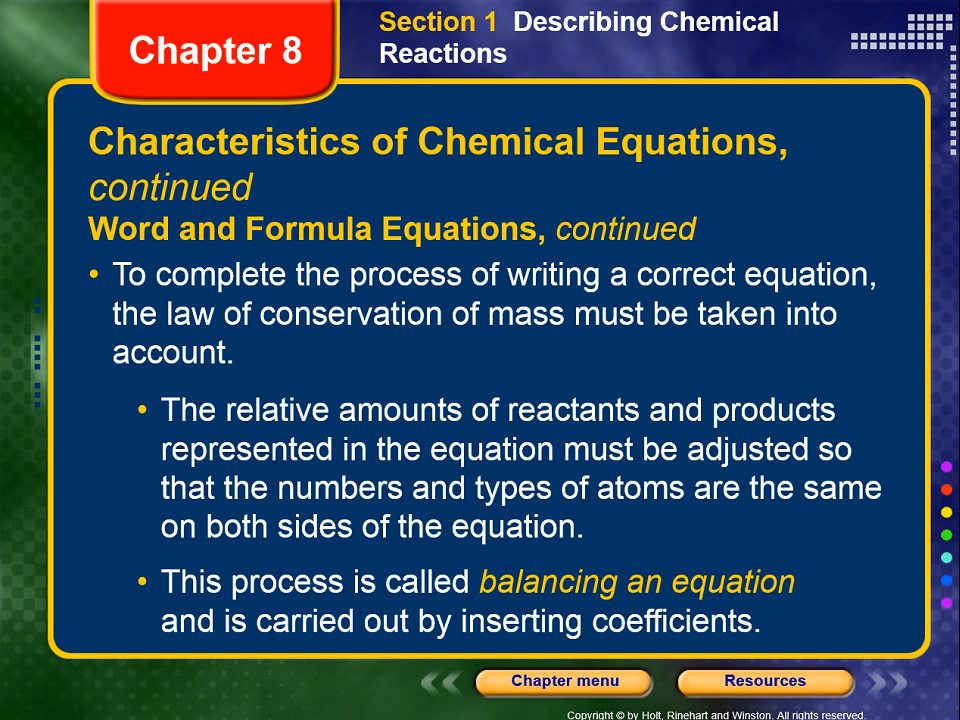 Chapter 8
Section 1 Describing Chemical
Reactions
Characteristics of Chemical Equations,
continued
Word and Formula Equations, continued
• To complete the process of writing a correct equation,
the law of conservation of mass must be taken into
account.
• The relative amounts of reactants and products
represented in the equation must be adjusted so
that the numbers and types of atoms are the same
on both sides of the equation.
• This process is called balancing an equation
and is carried out by inserting coefficients.
Chapter menu
Resources
Copyright © by Holt, Rinehart and Winston. All rights reserved.